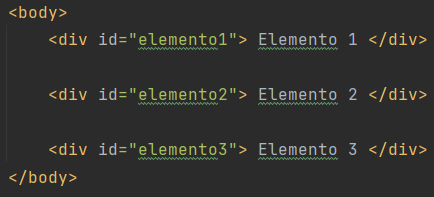 <body>
<div id="elemento1"> Elemento 1 </div>
<div id="elemento2"> Elemento 2 </div>
<div id="elemento3"> Elemento 3 </div>
</body>